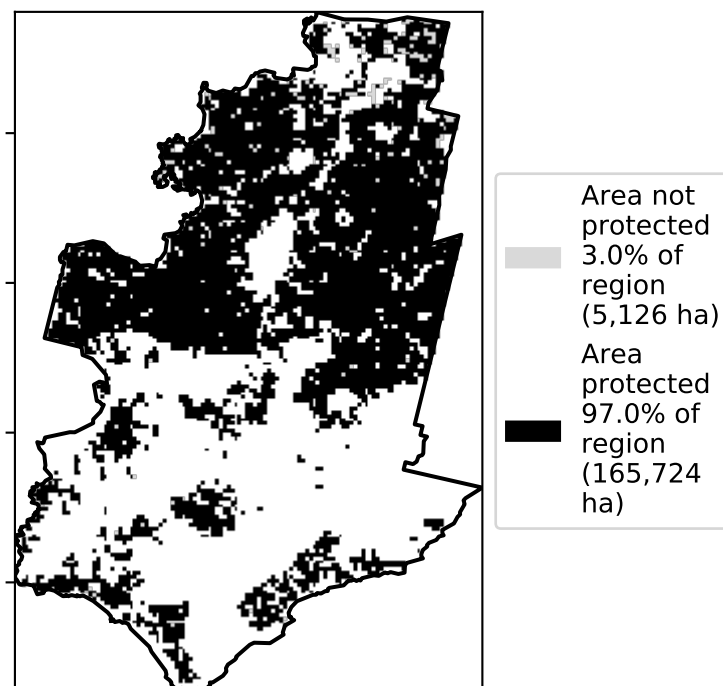 Area not
protected
3.0% of
region
(5,126 ha)
Area
protected
97.0% of
region
(165,724
ha)